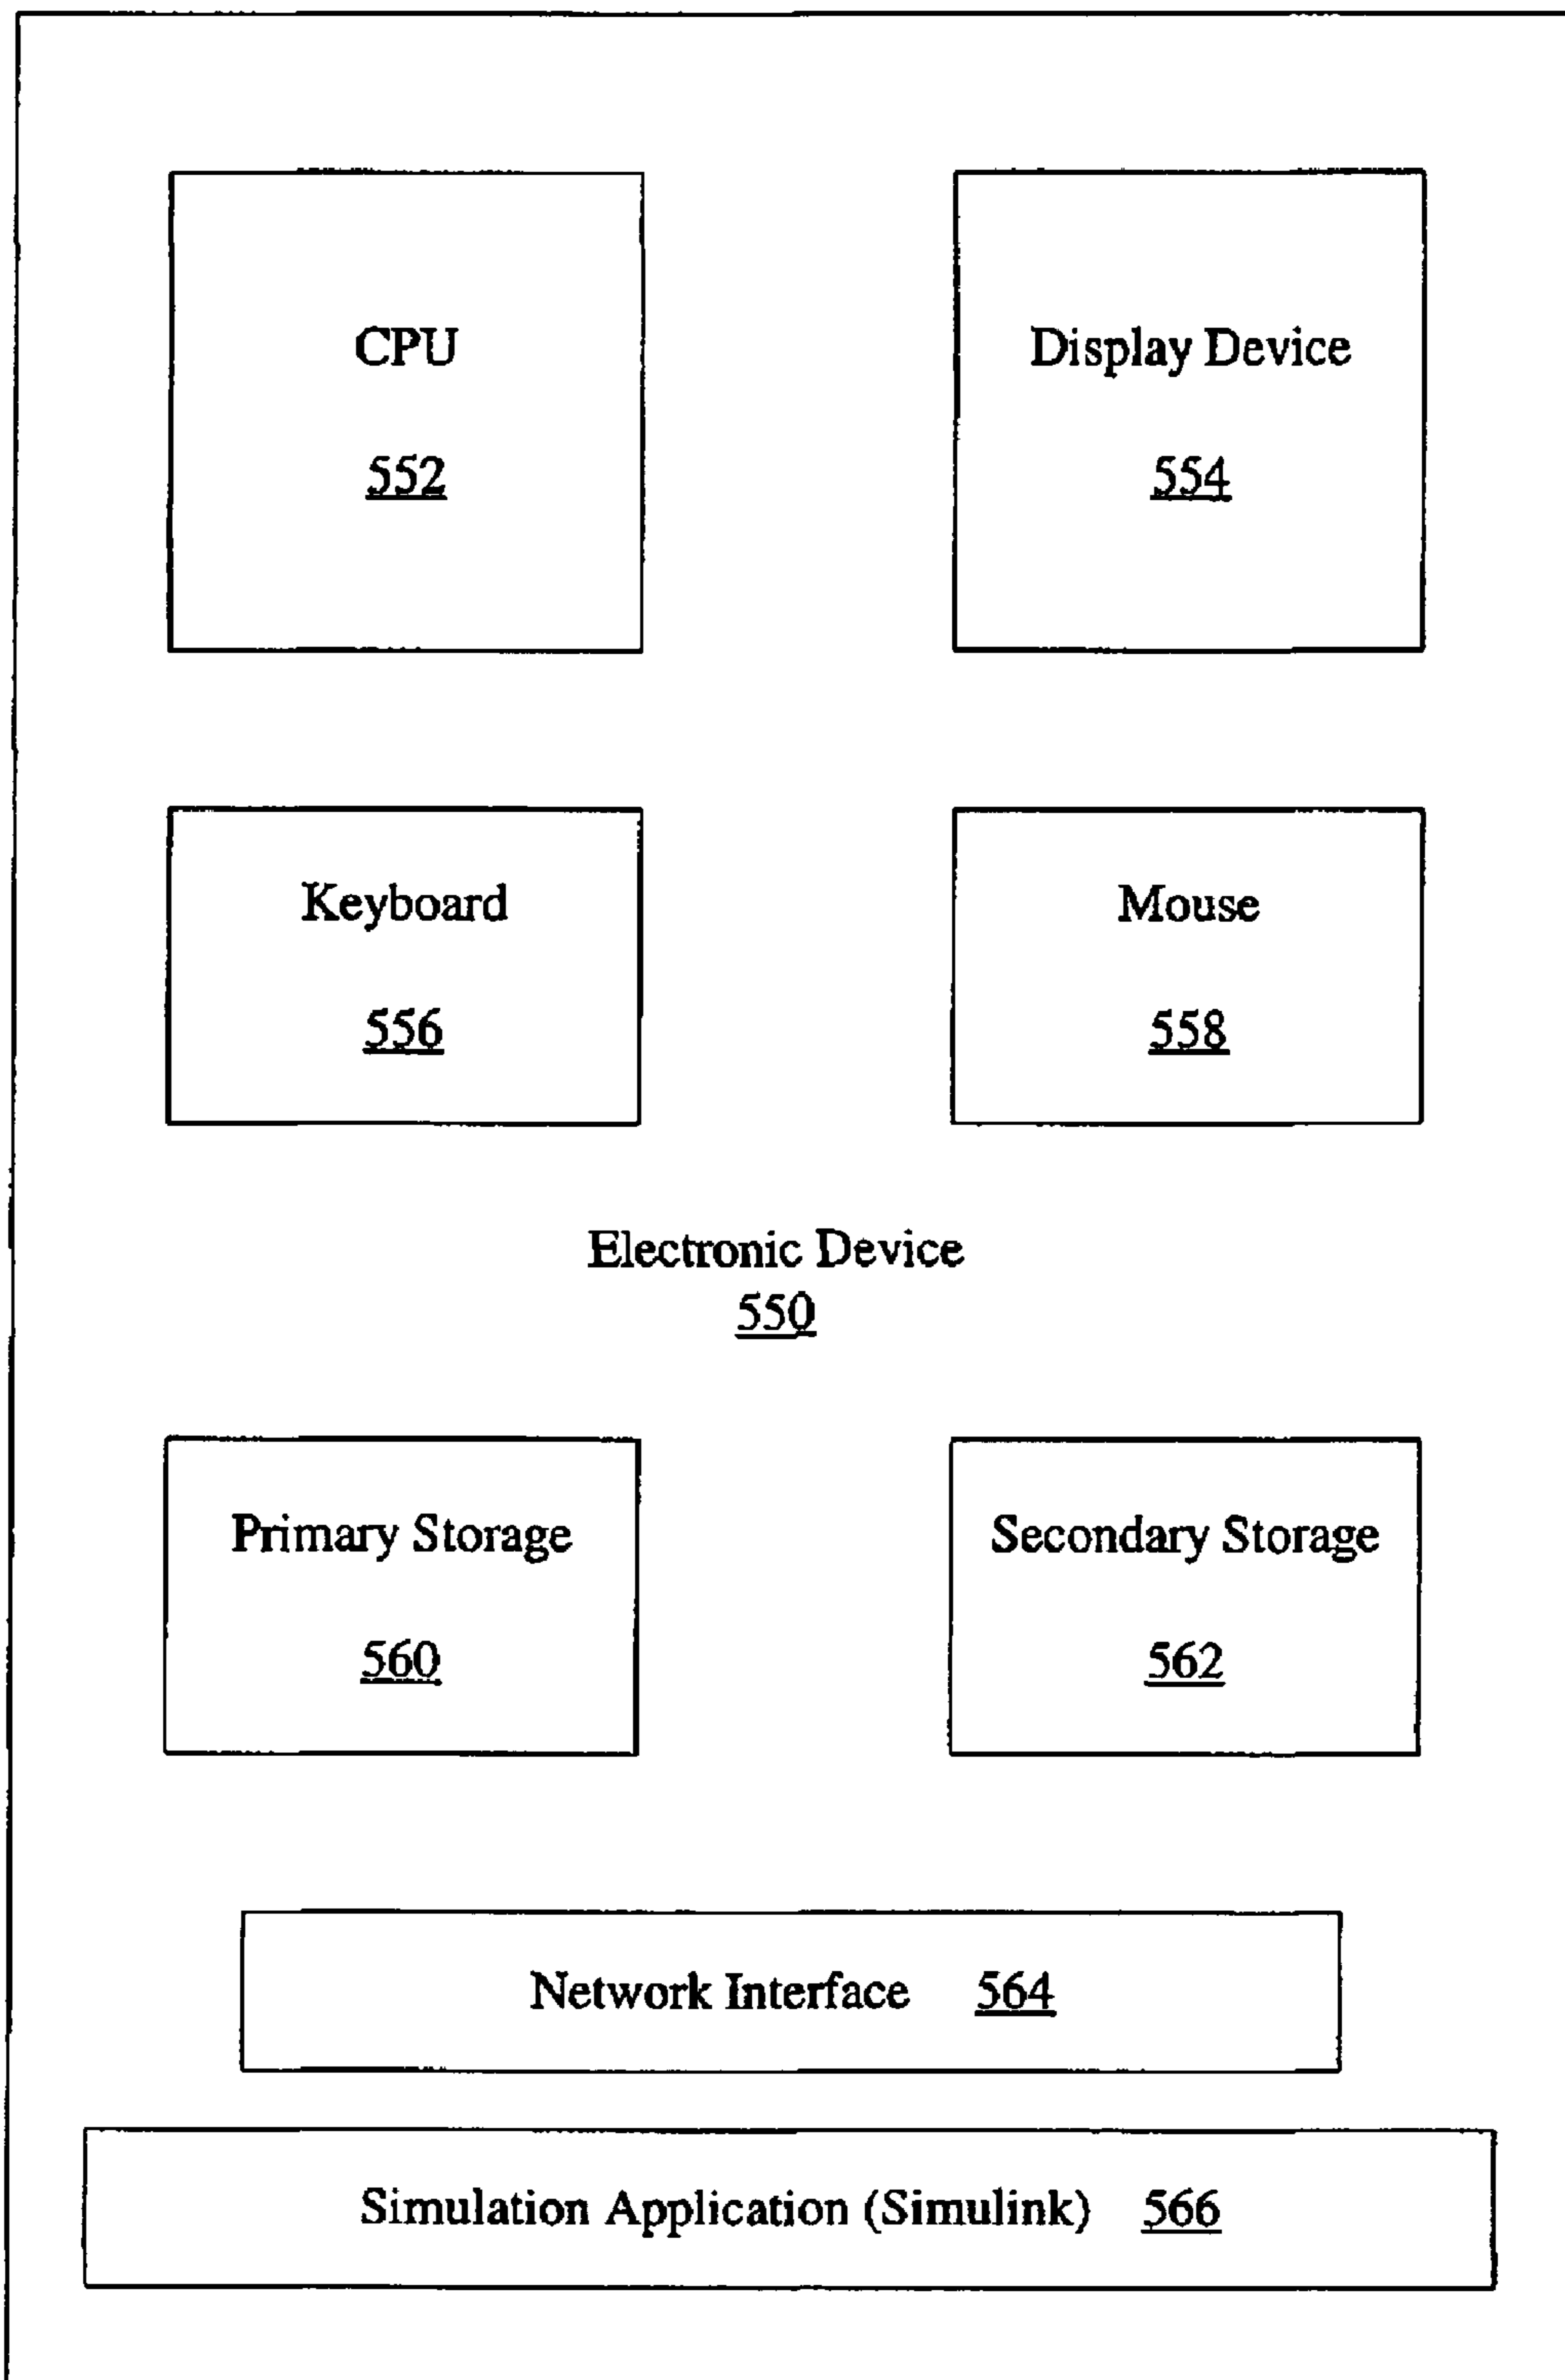 CPU
552
Display Device
554
Keyboard
556
Mouse
558
Electronic Device
550
Primary Storage
560
Secondary Storage
562
Network Interface 564
Simulation Application (Simulink) 566